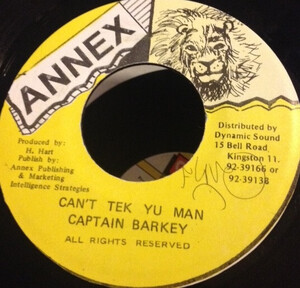 ANNEX
Produced by:
H. Hart
Publish by:
Annex Publishing
& Marketing
Intelligence Strategies
Distributed by
Dynamic Sound
15 Bell Road,
Kingston 11.
92-39166 or
92-39138
CAN'T TEK YU MAN
CAPTAIN BARKEY
ALL RIGHTS RESERVED